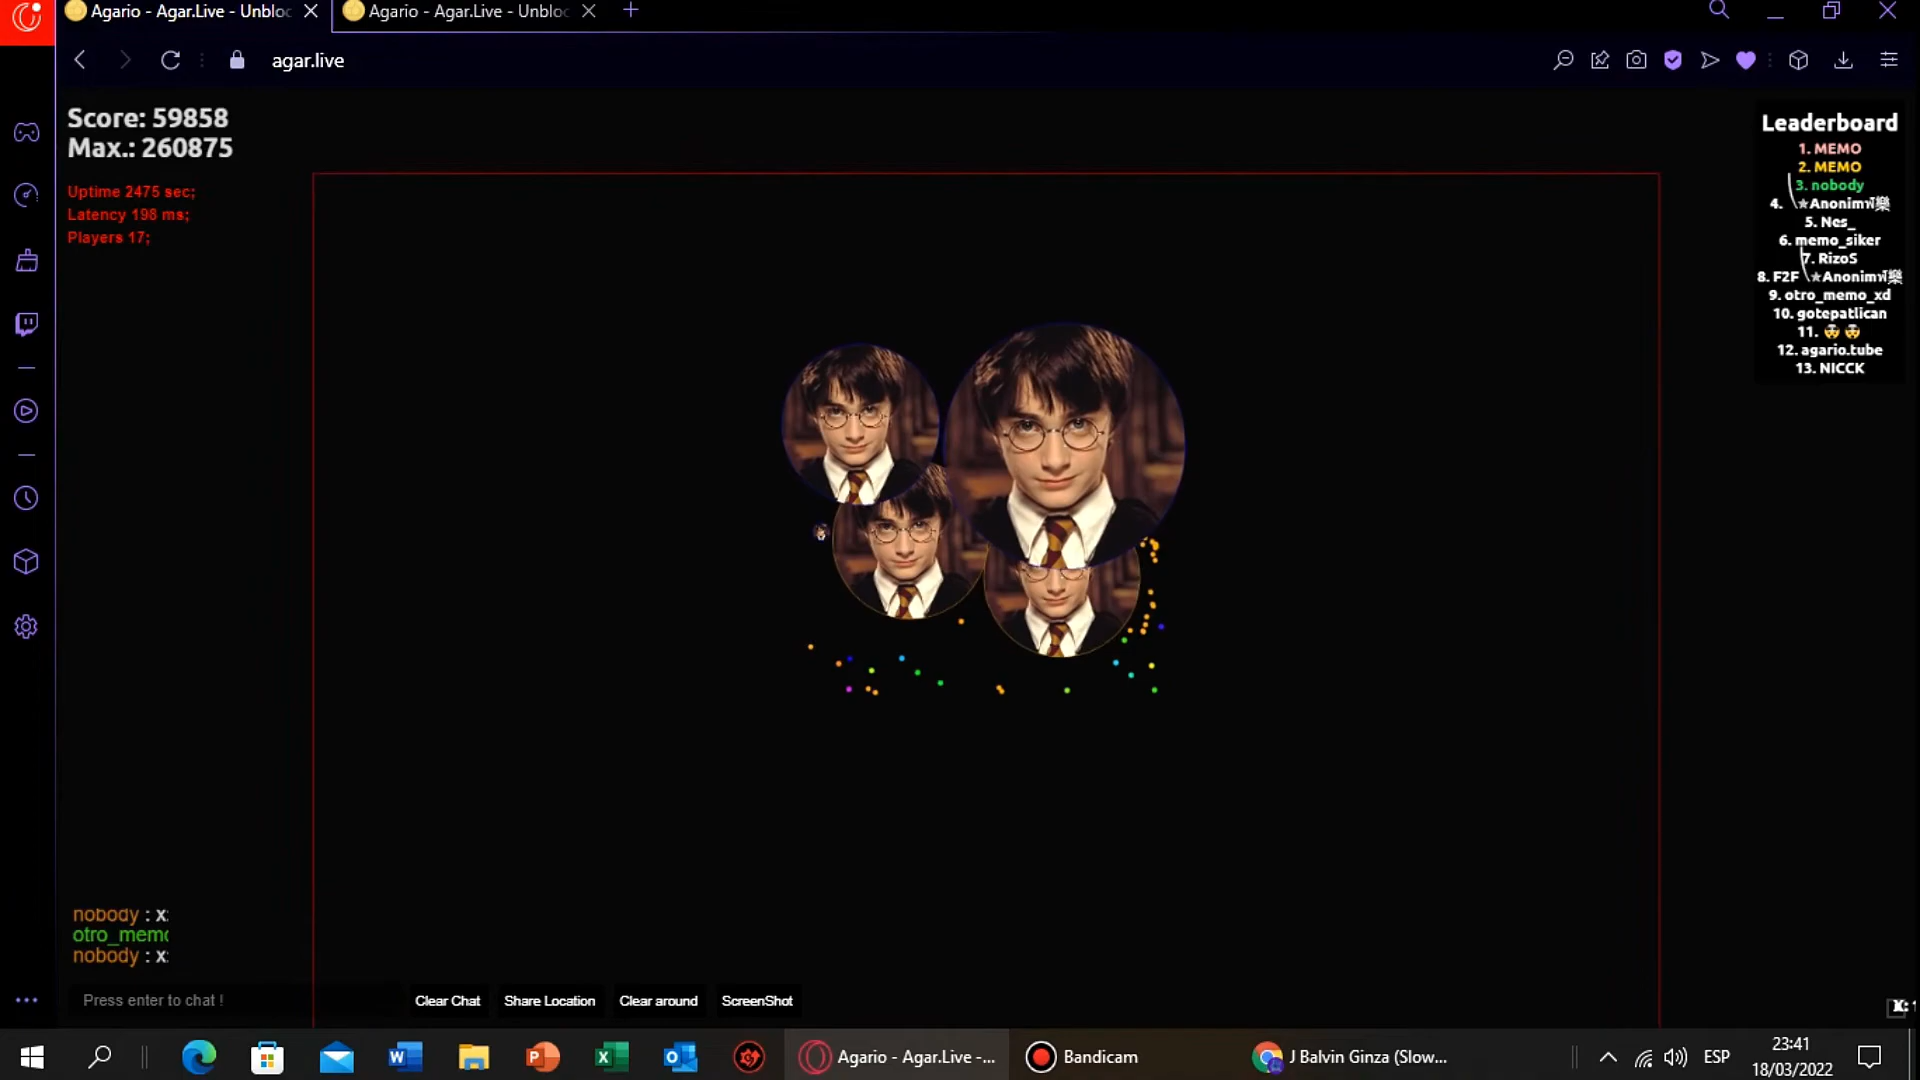 Agario - Agar.Live - Unbloc
Agario - Agar.Live - Unbloc
agar.live
Score: 59858
Max.: 260875
Uptime 2475 sec;
Latency 198 ms;
Players 17;
Leaderboard
1. MEMO
2. MEMO
3. nobody
4. ★Anonim
5. Nes_
6. memo_siker
7. RizoS
8. F2F ★Anonim
9. otro_memo_xd
10. gotepatlican
11. 🤯 🤯
12. agario.tube
13. NICCK
nobody : x
otro_memo
nobody : x
Press enter to chat !
Clear Chat
Share Location
Clear around
ScreenShot
X:
Agario - Agar.Live -...
Bandicam
J Balvin Ginza (Slow...
ESP
23:41
18/03/2022